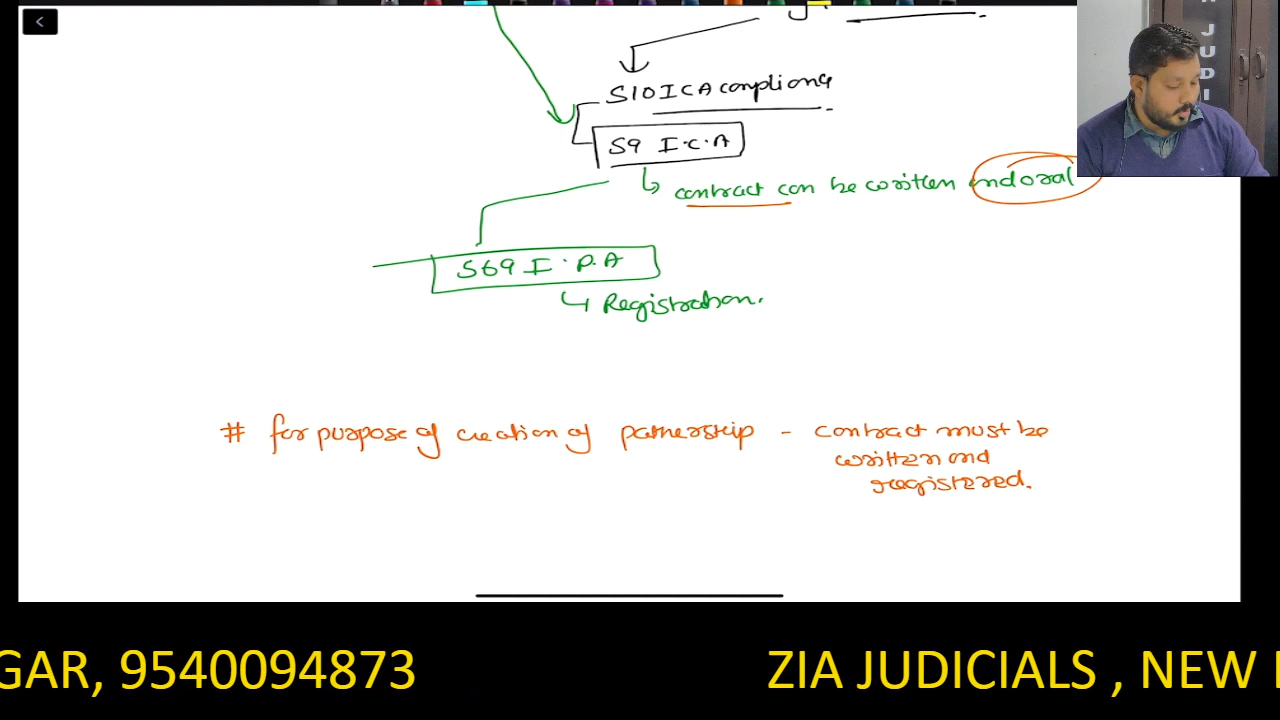 S10 I C A compliance
S9 I.C.A
contract can be written and oral
S69 I.P.A
Registration.
# for purpose of creation of partnership - contract must be
written and
registered.
J
U
D
I
GAR, 9540094873 ZIA JUDICIALS , NEW